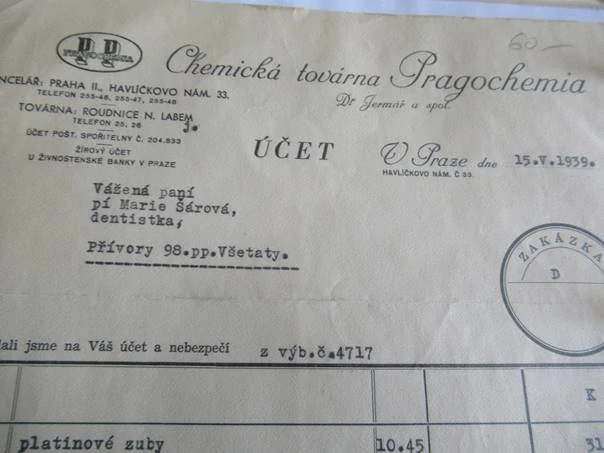 60.-
PRAGOCHEMIA
Chemická továrna Pragochemia
Dr Jermář a spol.
NCELÁŘ: PRAHA II., HAVLÍČKOVO NÁM. 33.
TELEFON 255-46, 255-47, 255-48
TOVÁRNA: ROUDNICE N. LABEM
TELEFON 25, 26
ÚČET POŠT. SPOŘITELNY Č. 204.833
ŽIROVÝ ÚČET
U ŽIVNOSTENSKÉ BANKY V PRAZE
ÚČET
V Praze dne 15.V.1939.
HAVLÍČKOVO NÁM. Č 33.
Vážená paní
pí Marie Šárová,
dentistka,
Přívory 98.pp.Všetaty.
ZAKÁZKA
D
dali jsme na Váš účet a nebezpečí z výb.č.4717
K
platinové zuby 10.45 31